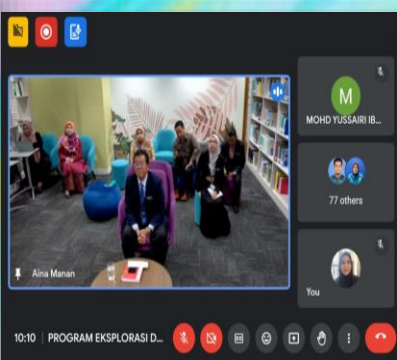 M
MOHD YUSSAIRI IB...
77 others
Aina Manan
You
10:10 | PROGRAM EKSPLORASI D...